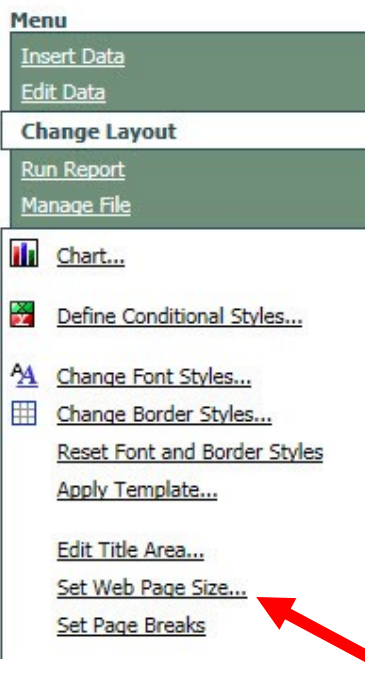 Menu
Insert Data
Edit Data
Change Layout
Run Report
Manage File
Chart...
Define Conditional Styles...
Change Font Styles...
Change Border Styles...
Reset Font and Border Styles
Apply Template...
Edit Title Area...
Set Web Page Size...
Set Page Breaks